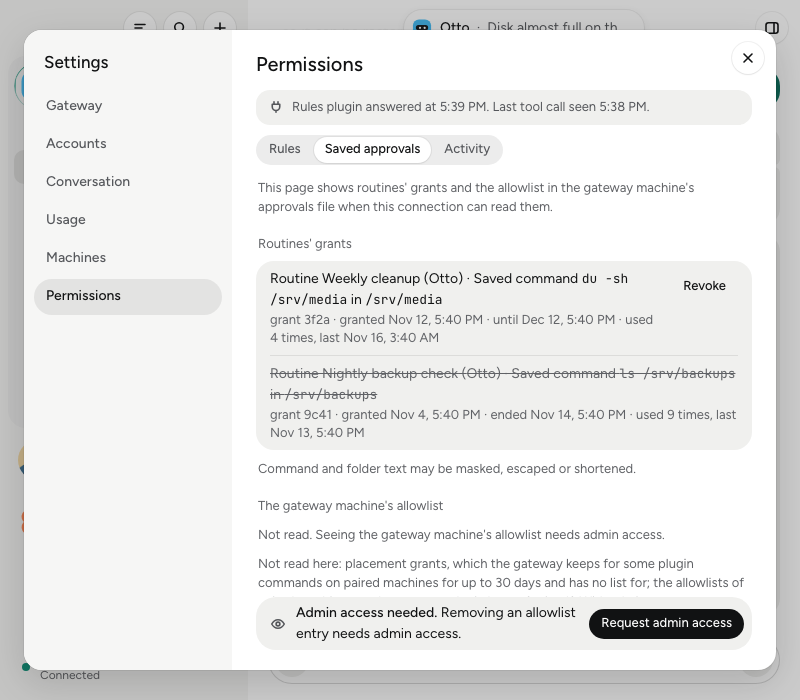 Otto · Disk almost full on th
Settings
Gateway
Accounts
Conversation
Usage
Machines
Permissions
Permissions
Rules plugin answered at 5:39 PM. Last tool call seen 5:38 PM.
Rules Saved approvals Activity
This page shows routines' grants and the allowlist in the gateway machine's
approvals file when this connection can read them.
Routines' grants
Routine Weekly cleanup (Otto) · Saved command du -sh
/srv/media in /srv/media
Revoke
grant 3f2a · granted Nov 12, 5:40 PM · until Dec 12, 5:40 PM · used
4 times, last Nov 16, 3:40 AM
Routine Nightly backup check (Otto) · Saved command ls /srv/backups
in /srv/backups
grant 9c41 · granted Nov 4, 5:40 PM · ended Nov 14, 5:40 PM · used 9 times, last
Nov 13, 5:40 PM
Command and folder text may be masked, escaped or shortened.
The gateway machine's allowlist
Not read. Seeing the gateway machine's allowlist needs admin access.
Not read here: placement grants, which the gateway keeps for some plugin
commands on paired machines for up to 30 days and has no list for; the allowlists of
Admin access needed. Removing an allowlist
entry needs admin access.
Request admin access
Connected